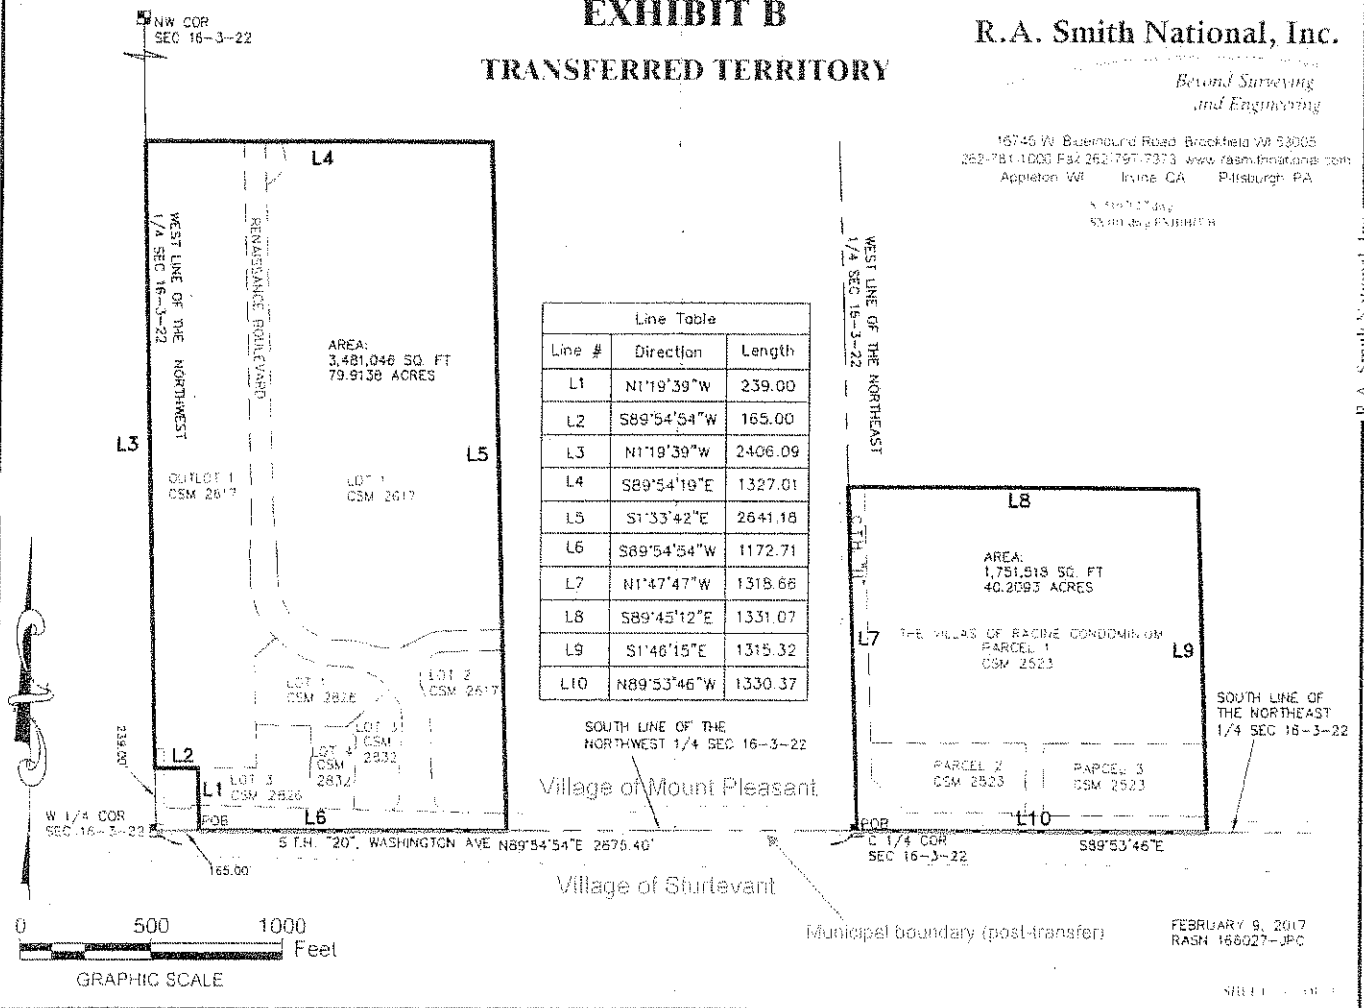 EXHIBIT B
TRANSFERRED TERRITORY
R.A. Smith National, Inc.
Beyond Surveying
and Engineering
16745 W. Bluemound Road Brookfield WI 53005
262-781-1000 Fax 262-797-7373 www.rasmithnational.com
Appleton WI Irvine CA Pittsburgh PA
EXHIBIT B
NW COR
SEC 16-3-22
WEST LINE OF THE NORTHWEST
1/4 SEC 16-3-22
L4
RENAISSANCE BOULEVARD
AREA:
3,481,046 SQ. FT
79.9138 ACRES
L3
L5
OUTLOT 1
CSM 2617
LOT 1
CSM 2617
Line Table
Line # Direction Length
L1 N1°19'39"W 239.00
L2 S89°54'54"W 165.00
L3 N1°19'39"W 2406.09
L4 S89°54'19"E 1327.01
L5 S1°33'42"E 2641.18
L6 S89°54'54"W 1172.71
L7 N1°47'47"W 1318.66
L8 S89°45'12"E 1331.07
L9 S1°46'15"E 1315.32
L10 N89°53'46"W 1330.37
WEST LINE OF THE NORTHEAST
1/4 SEC 16-3-22
L8
C.T.H. "H"
AREA:
1,751,518 SQ. FT
40.2093 ACRES
L7
THE VILLAS OF RACINE CONDOMINIUM
PARCEL 1
CSM 2523
L9
LOT 1
CSM 2826
LOT 2
CSM 2617
LOT 3
CSM
2832
LOT 4
CSM
2832
LOT 3
CSM 2826
SOUTH LINE OF THE
NORTHWEST 1/4 SEC 16-3-22
SOUTH LINE OF
THE NORTHEAST
1/4 SEC 16-3-22
239.00'
L2
L1
Village of Mount Pleasant
PARCEL 2
CSM 2523
PARCEL 3
CSM 2523
W 1/4 COR
SEC. 16-3-22
POB
L6
POB
L10
S.T.H. "20", WASHINGTON AVE N89°54'54"E 2675.40'
C 1/4 COR
SEC 16-3-22
S89°53'46"E
165.00'
Village of Sturtevant
Municipal boundary (post-transfer)
FEBRUARY 9, 2017
RASN 166027-JPC
0 500 1000
Feet
GRAPHIC SCALE
SHEET